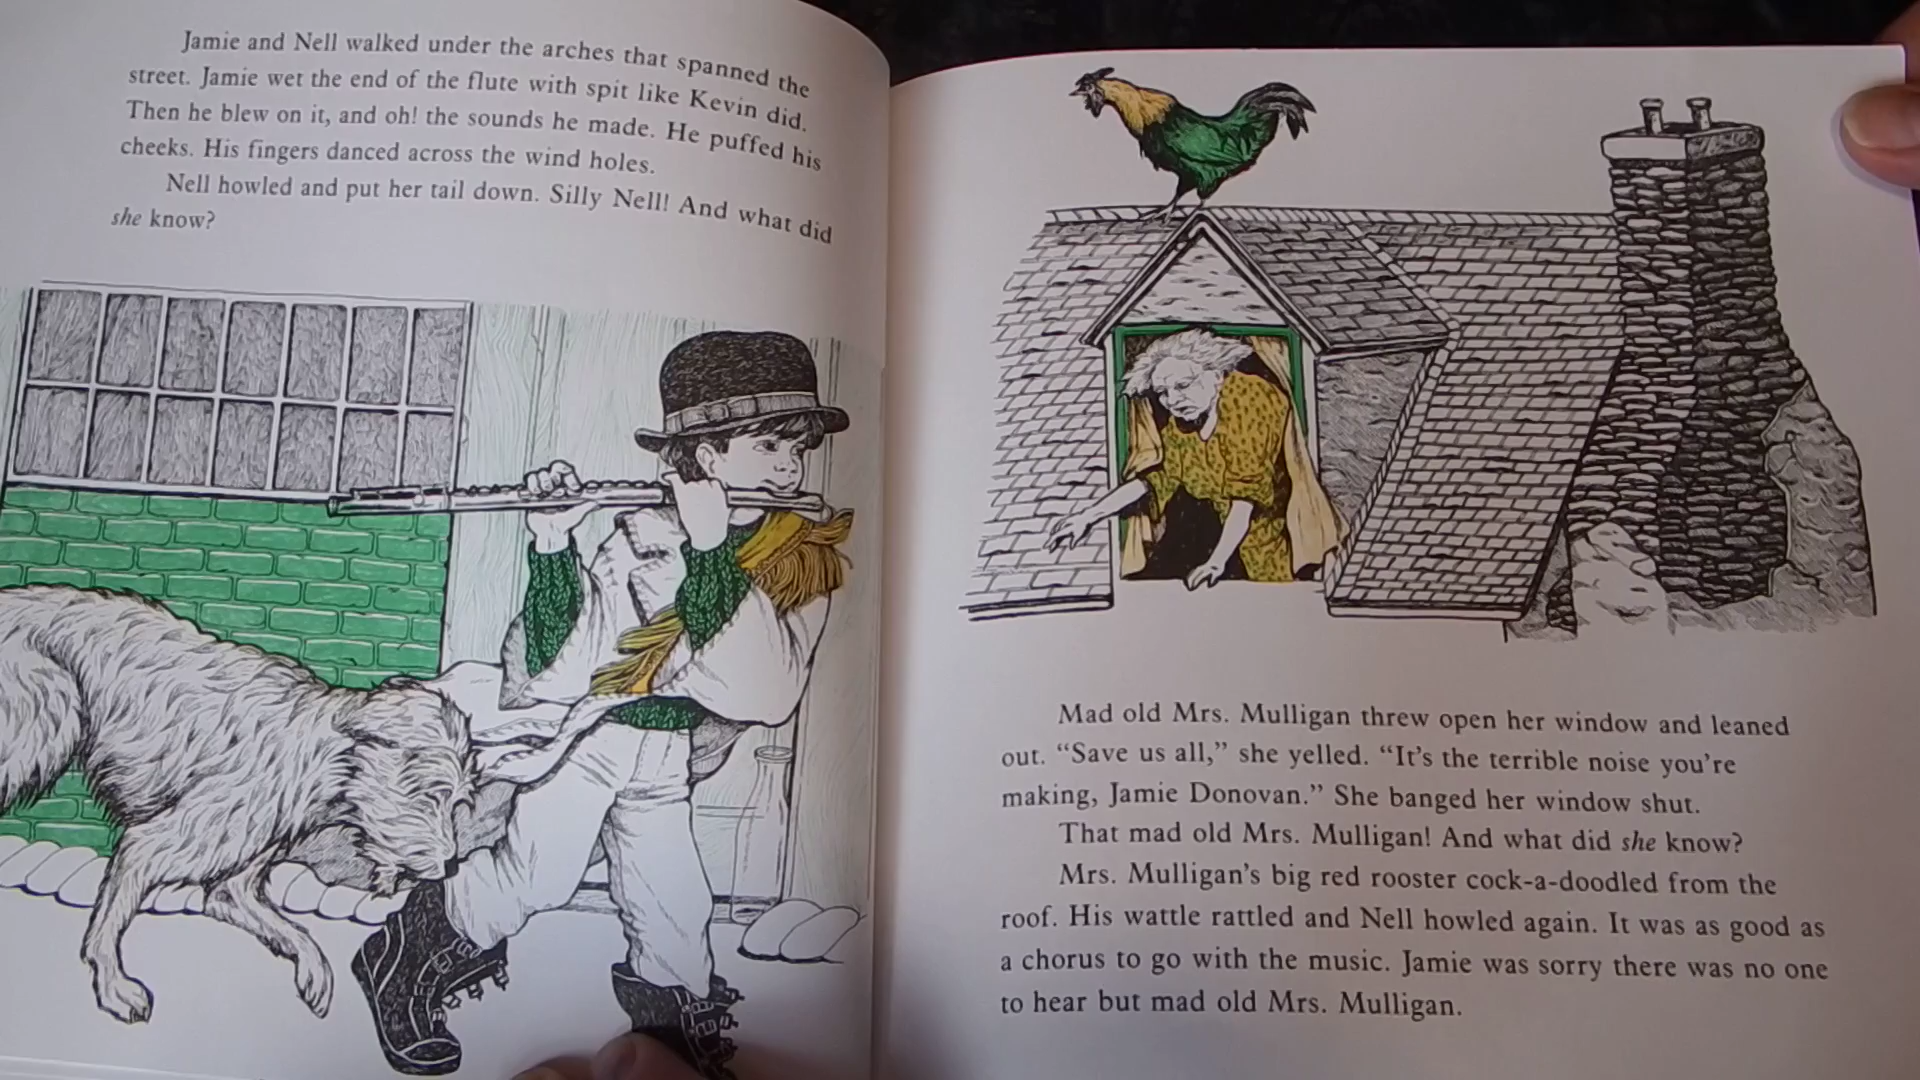 Jamie and Nell walked under the arches that spanned the
street. Jamie wet the end of the flute with spit like Kevin did.
Then he blew on it, and oh! the sounds he made. He puffed his
cheeks. His fingers danced across the wind holes.
Nell howled and put her tail down. Silly Nell! And what did
she know?
Mad old Mrs. Mulligan threw open her window and leaned
out. “Save us all,” she yelled. “It’s the terrible noise you’re
making, Jamie Donovan.” She banged her window shut.
That mad old Mrs. Mulligan! And what did she know?
Mrs. Mulligan’s big red rooster cock-a-doodled from the
roof. His wattle rattled and Nell howled again. It was as good as
a chorus to go with the music. Jamie was sorry there was no one
to hear but mad old Mrs. Mulligan.